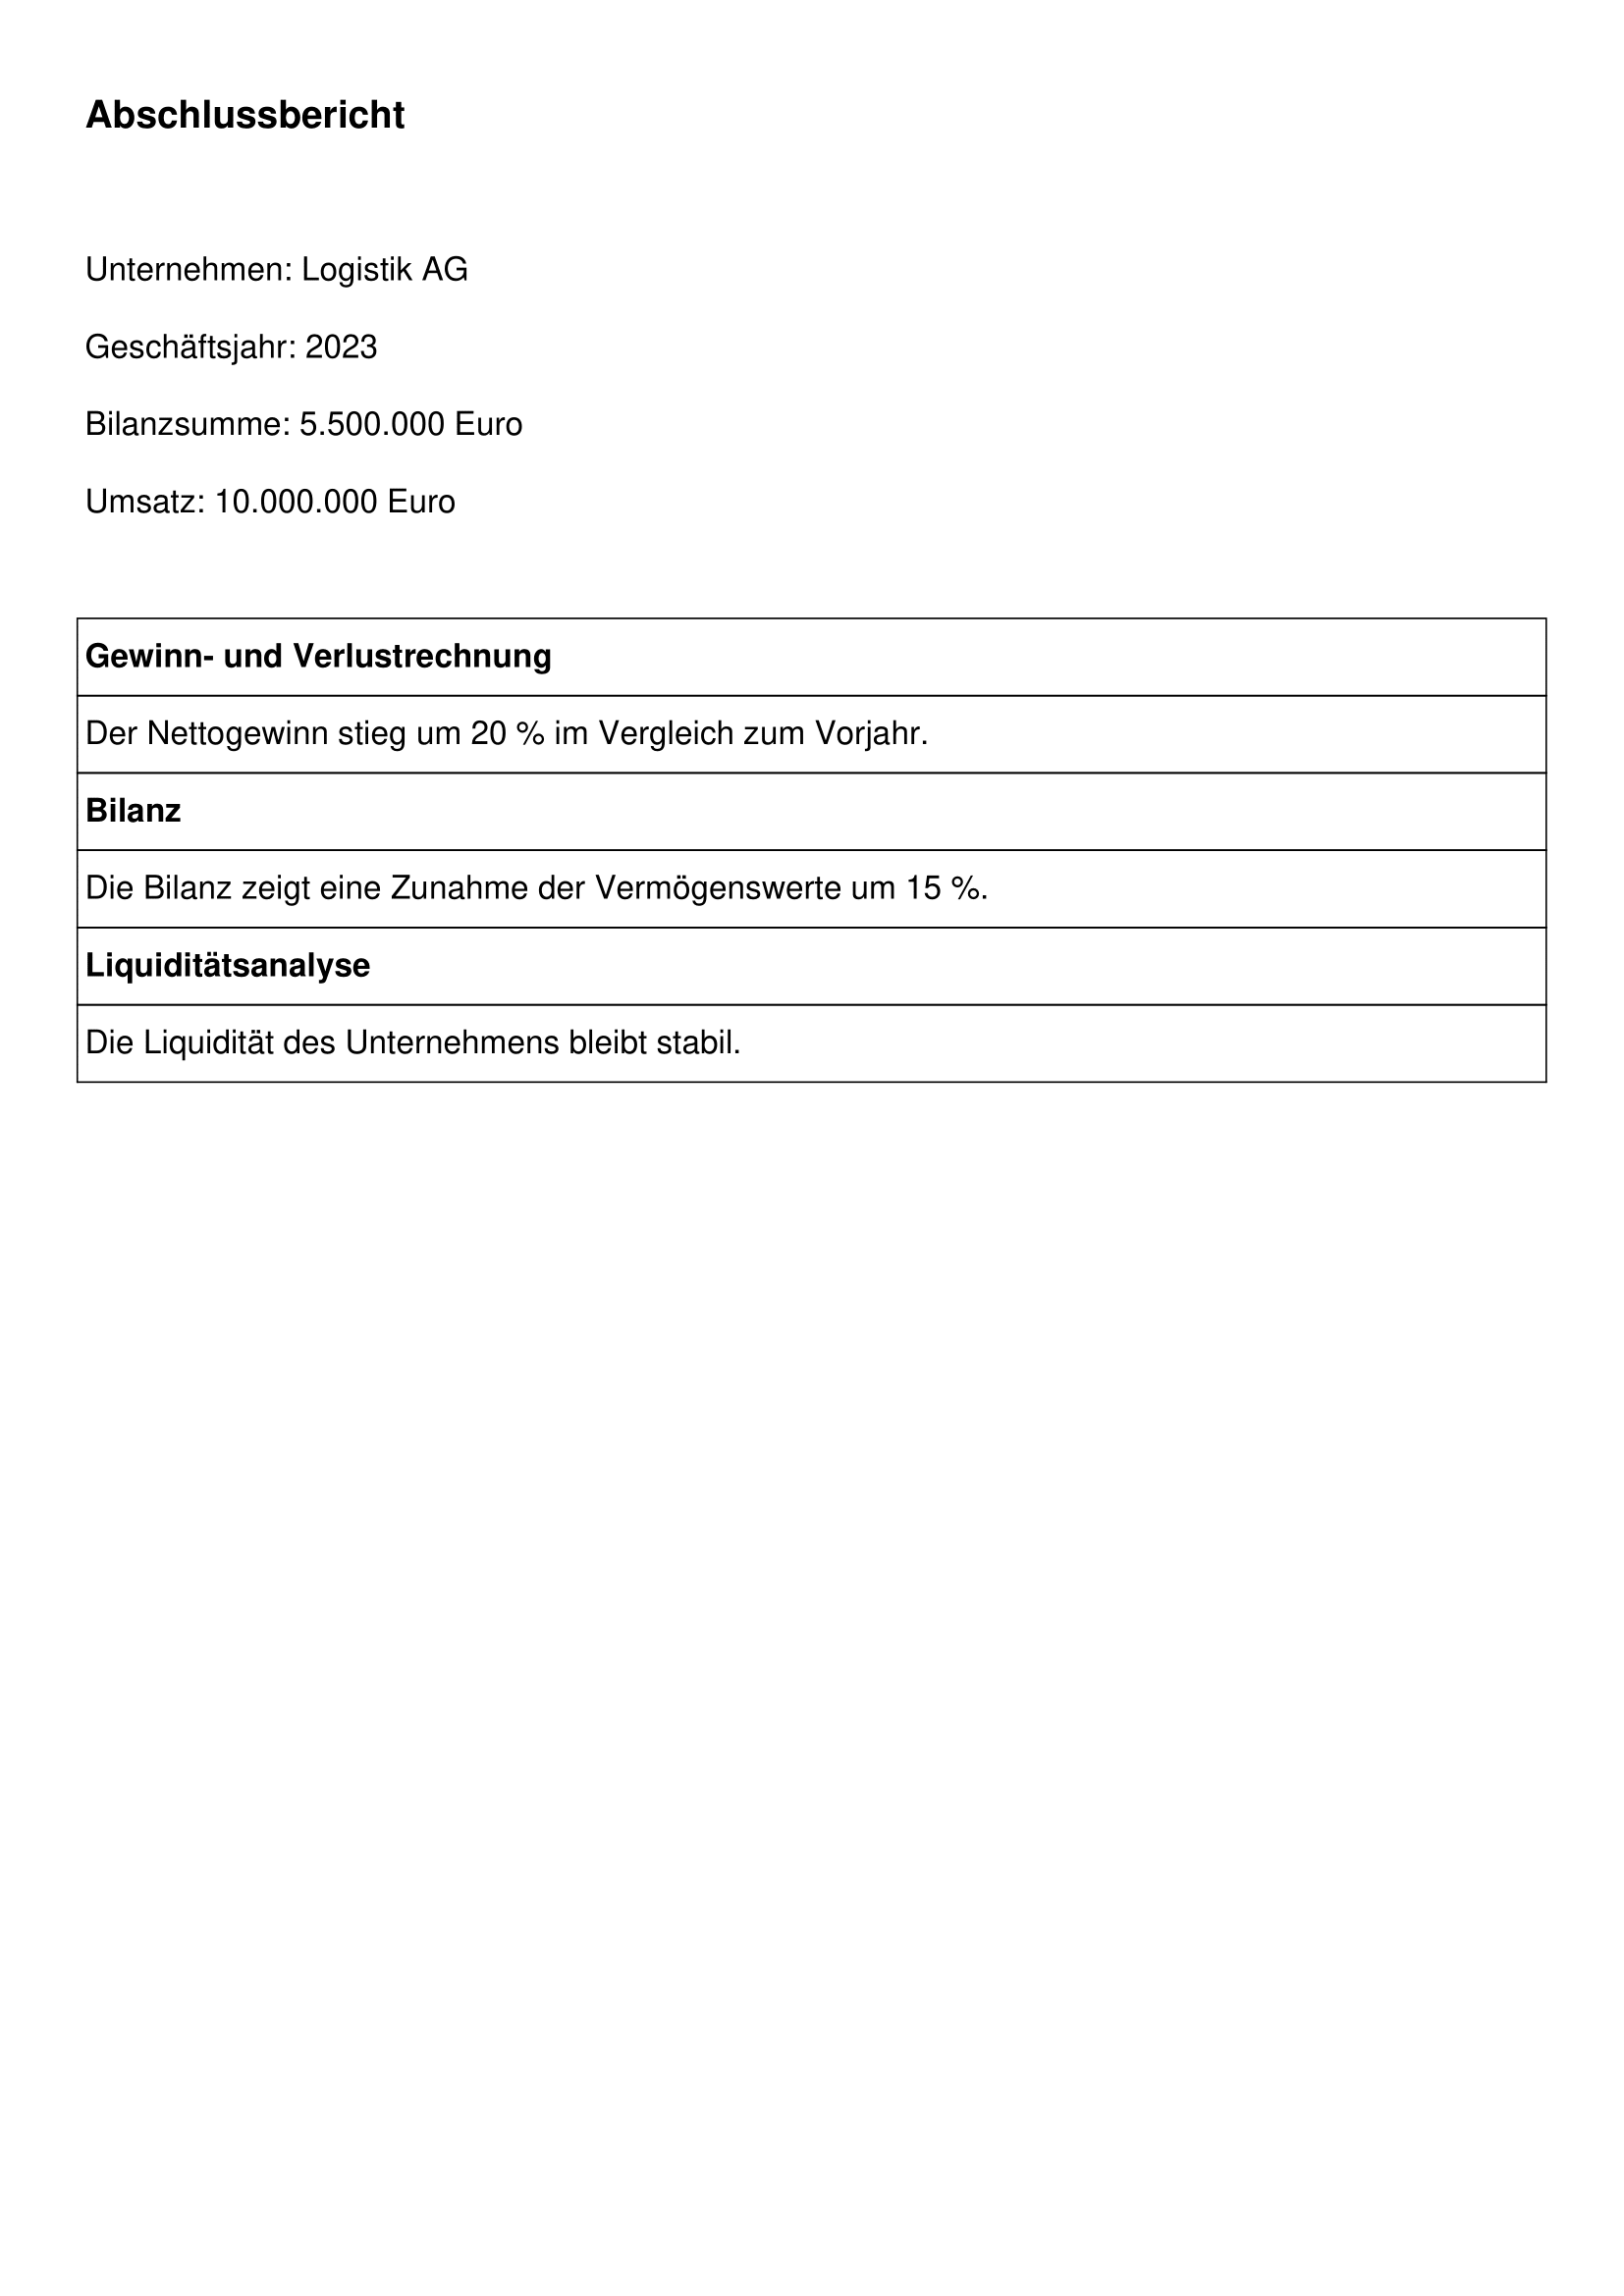 Abschlussbericht
Unternehmen: Logistik AG
Geschäftsjahr: 2023
Bilanzsumme: 5.500.000 Euro
Umsatz: 10.000.000 Euro
Gewinn- und Verlustrechnung
Der Nettogewinn stieg um 20 % im Vergleich zum Vorjahr.
Bilanz
Die Bilanz zeigt eine Zunahme der Vermögenswerte um 15 %.
Liquiditätsanalyse
Die Liquidität des Unternehmens bleibt stabil.